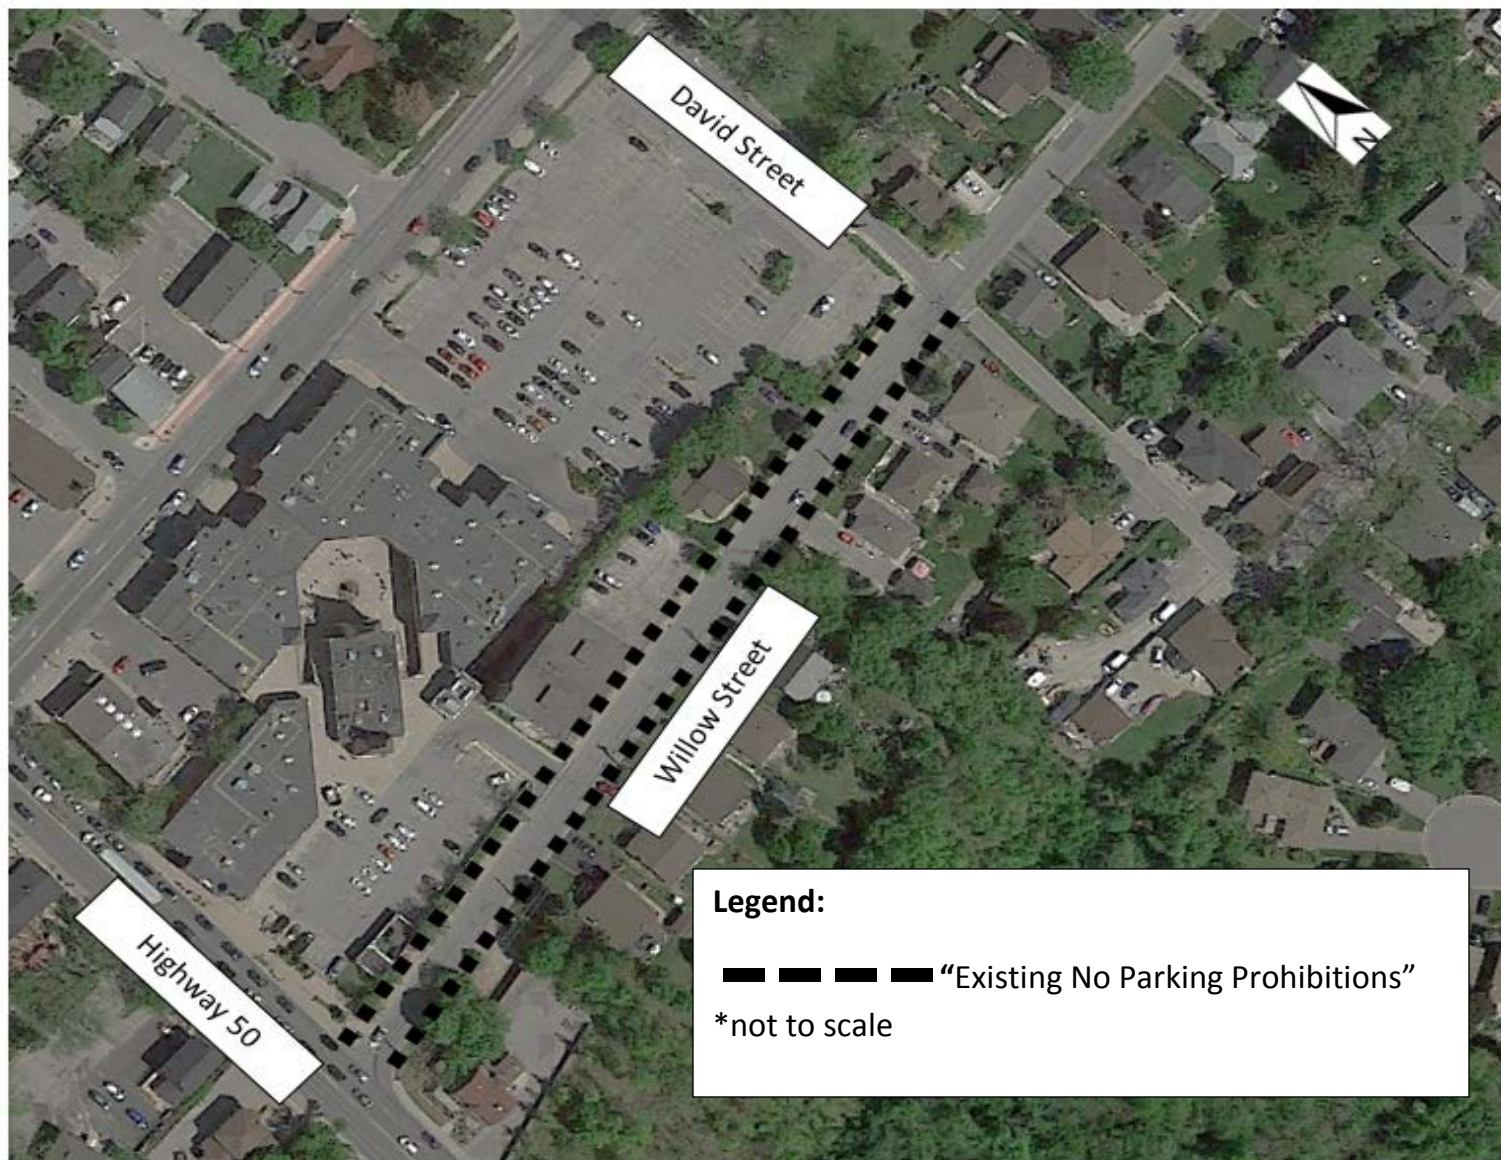 David Street
N
Willow Street
Highway 50
Legend:
“Existing No Parking Prohibitions”
*not to scale